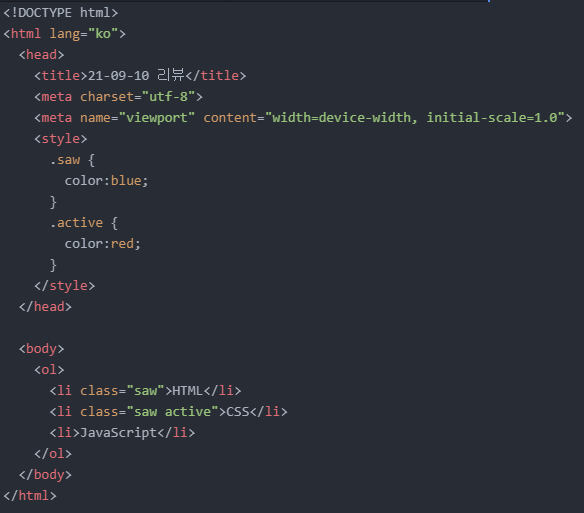 <!DOCTYPE html>
<html lang="ko">
  <head>
    <title>21-09-10 리뷰</title>
    <meta charset="utf-8">
    <meta name="viewport" content="width=device-width, initial-scale=1.0">
    <style>
      .saw {
        color:blue;
      }
      .active {
        color:red;
      }
    </style>
  </head>

  <body>
    <ol>
      <li class="saw">HTML</li>
      <li class="saw active">CSS</li>
      <li>JavaScript</li>
    </ol>
  </body>
</html>